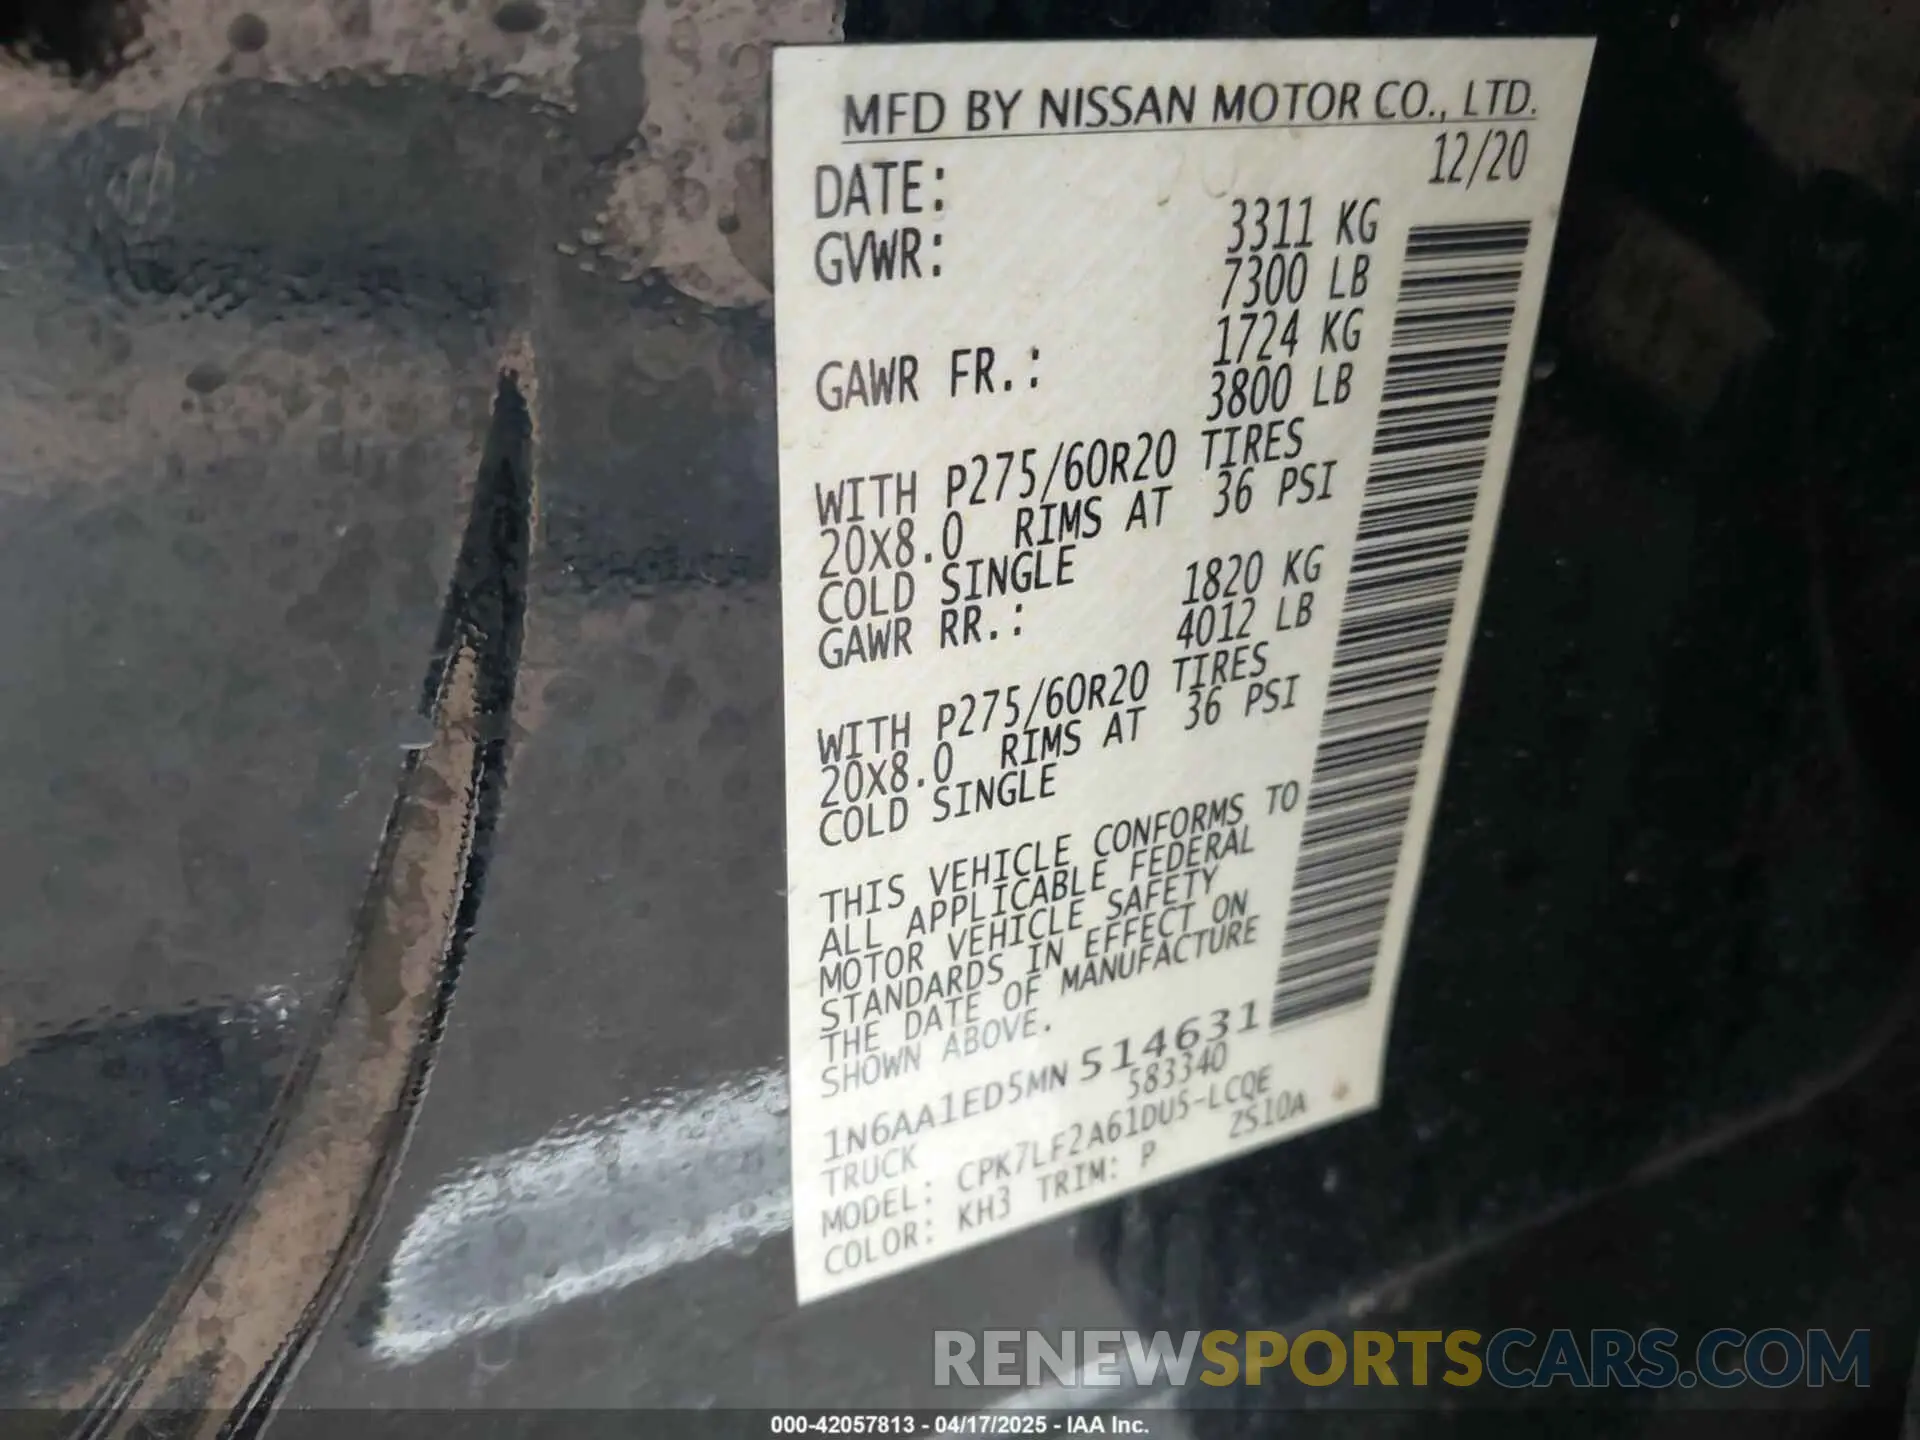 MFD BY NISSAN MOTOR CO., LTD.
DATE: 12/20
GVWR: 3311 KG
7300 LB
GAWR FR.: 1724 KG
3800 LB
WITH P275/60R20 TIRES
20X8.0 RIMS AT 36 PSI
COLD SINGLE
GAWR RR.: 1820 KG
4012 LB
WITH P275/60R20 TIRES
20X8.0 RIMS AT 36 PSI
COLD SINGLE
THIS VEHICLE CONFORMS TO
ALL APPLICABLE FEDERAL
MOTOR VEHICLE SAFETY
STANDARDS IN EFFECT ON
THE DATE OF MANUFACTURE
SHOWN ABOVE.
1N6AA1ED5MN514631
TRUCK 583340
MODEL: CPK7LF2A61DU5-LCQE
COLOR: KH3 TRIM: P ZS10A
RENEWSPORTSCARS.COM
000-42057813 - 04/17/2025 - IAA Inc.